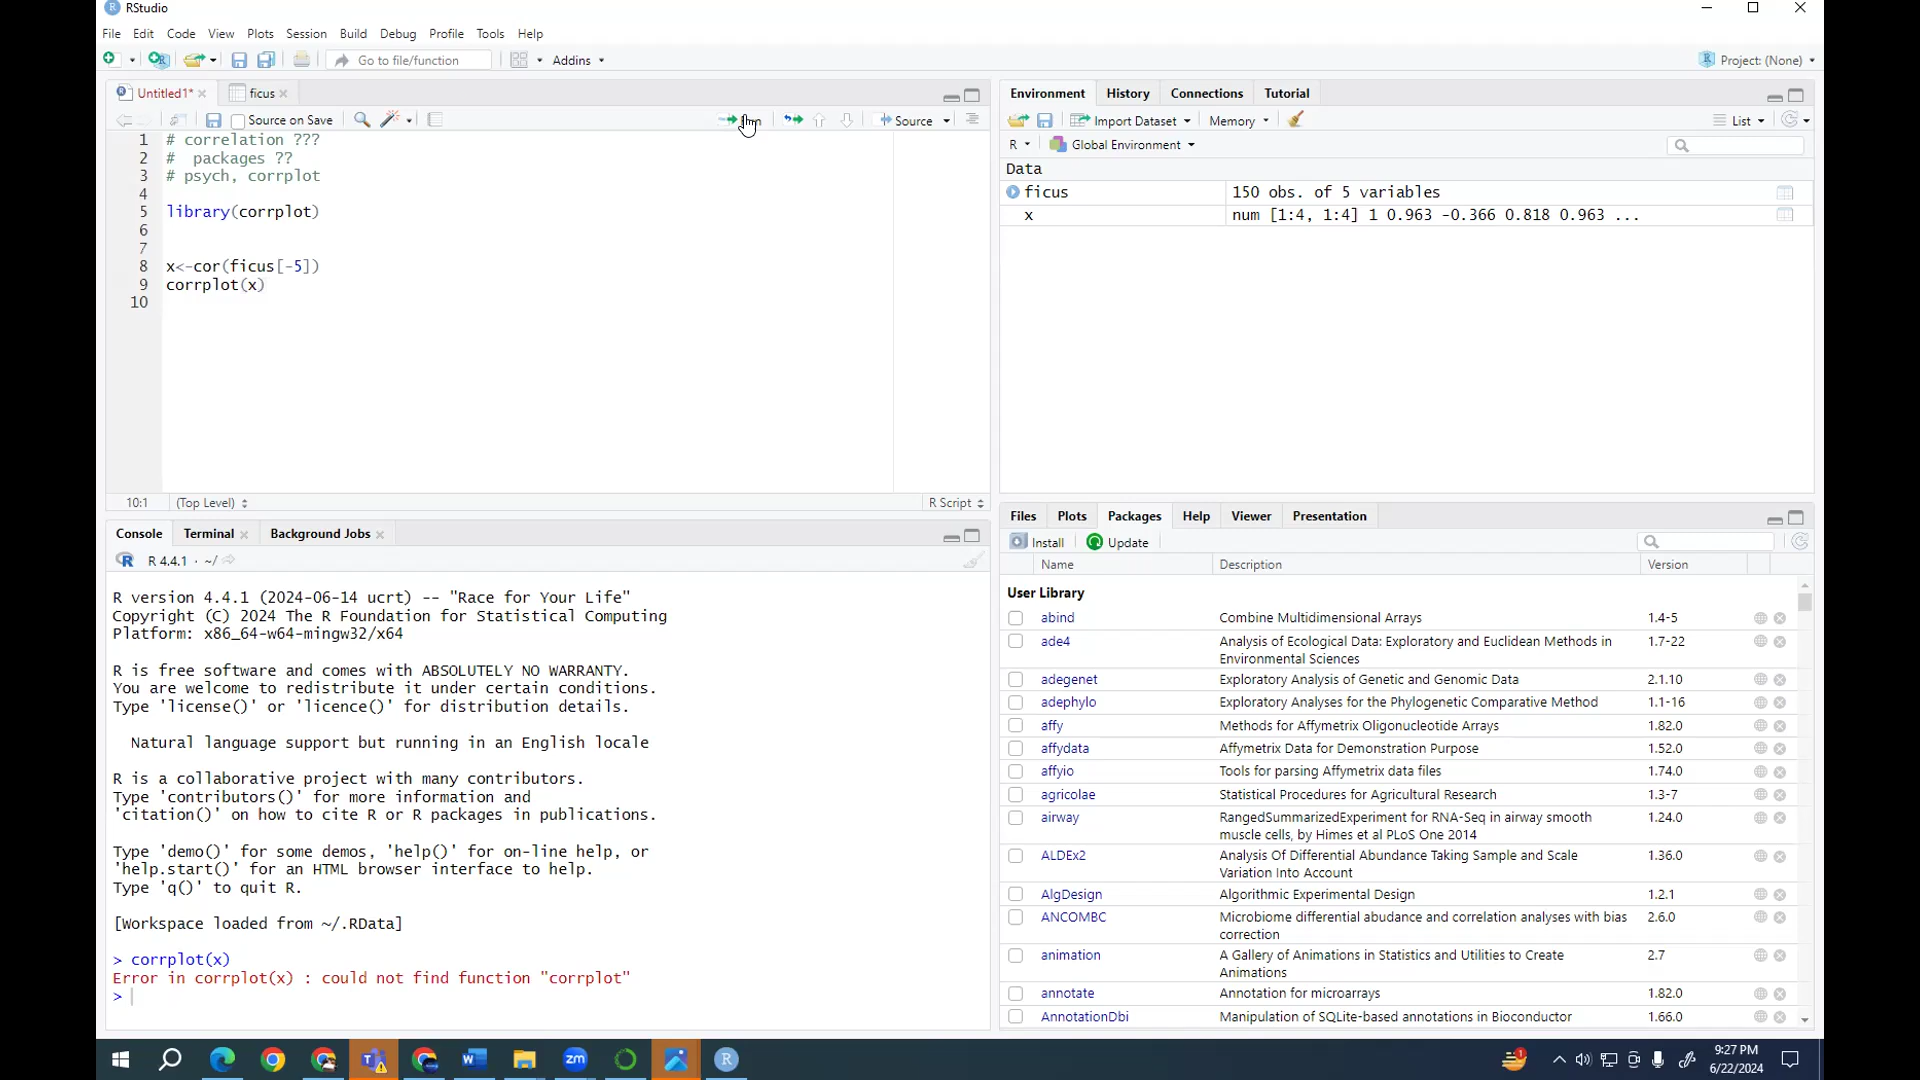 RStudio
File Edit Code View Plots Session Build Debug Profile Tools Help
Go to file/function Addins Project: (None)
Untitled1* ficus
Source on Save Source
1 # correlation ???
2 #  packages ??
3 # psych, corrplot
4
5 library(corrplot)
6
7
8 x<-cor(ficus[-5])
9 corrplot(x)
10
10:1 (Top Level) R Script
Console Terminal Background Jobs
R 4.4.1 · ~/
R version 4.4.1 (2024-06-14 ucrt) -- "Race for Your Life"
Copyright (C) 2024 The R Foundation for Statistical Computing
Platform: x86_64-w64-mingw32/x64
R is free software and comes with ABSOLUTELY NO WARRANTY.
You are welcome to redistribute it under certain conditions.
Type 'license()' or 'licence()' for distribution details.
Natural language support but running in an English locale
R is a collaborative project with many contributors.
Type 'contributors()' for more information and
'citation()' on how to cite R or R packages in publications.
Type 'demo()' for some demos, 'help()' for on-line help, or
'help.start()' for an HTML browser interface to help.
Type 'q()' to quit R.
[Workspace loaded from ~/.RData]
> corrplot(x)
Error in corrplot(x) : could not find function "corrplot"
>
Environment History Connections Tutorial
Import Dataset Memory List
R Global Environment
Data
ficus 150 obs. of 5 variables
x num [1:4, 1:4] 1 0.963 -0.366 0.818 0.963 ...
Files Plots Packages Help Viewer Presentation
Install Update
Name Description Version
User Library
abind Combine Multidimensional Arrays 1.4-5
ade4 Analysis of Ecological Data: Exploratory and Euclidean Methods in 1.7-22
Environmental Sciences
adegenet Exploratory Analysis of Genetic and Genomic Data 2.1.10
adephylo Exploratory Analyses for the Phylogenetic Comparative Method 1.1-16
affy Methods for Affymetrix Oligonucleotide Arrays 1.82.0
affydata Affymetrix Data for Demonstration Purpose 1.52.0
affyio Tools for parsing Affymetrix data files 1.74.0
agricolae Statistical Procedures for Agricultural Research 1.3-7
airway RangedSummarizedExperiment for RNA-Seq in airway smooth 1.24.0
muscle cells, by Himes et al PLoS One 2014
ALDEx2 Analysis Of Differential Abundance Taking Sample and Scale 1.36.0
Variation Into Account
AlgDesign Algorithmic Experimental Design 1.2.1
ANCOMBC Microbiome differential abudance and correlation analyses with bias 2.6.0
correction
animation A Gallery of Animations in Statistics and Utilities to Create 2.7
Animations
annotate Annotation for microarrays 1.82.0
AnnotationDbi Manipulation of SQLite-based annotations in Bioconductor 1.66.0
9:27 PM
6/22/2024